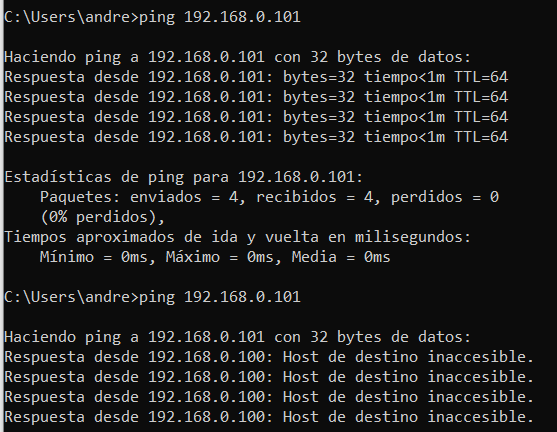 C:\Users\andre>ping 192.168.0.101
Haciendo ping a 192.168.0.101 con 32 bytes de datos:
Respuesta desde 192.168.0.101: bytes=32 tiempo<1m TTL=64
Respuesta desde 192.168.0.101: bytes=32 tiempo<1m TTL=64
Respuesta desde 192.168.0.101: bytes=32 tiempo<1m TTL=64
Respuesta desde 192.168.0.101: bytes=32 tiempo<1m TTL=64
Estadísticas de ping para 192.168.0.101:
Paquetes: enviados = 4, recibidos = 4, perdidos = 0
(0% perdidos),
Tiempos aproximados de ida y vuelta en milisegundos:
Mínimo = 0ms, Máximo = 0ms, Media = 0ms
C:\Users\andre>ping 192.168.0.101
Haciendo ping a 192.168.0.101 con 32 bytes de datos:
Respuesta desde 192.168.0.100: Host de destino inaccesible.
Respuesta desde 192.168.0.100: Host de destino inaccesible.
Respuesta desde 192.168.0.100: Host de destino inaccesible.
Respuesta desde 192.168.0.100: Host de destino inaccesible.